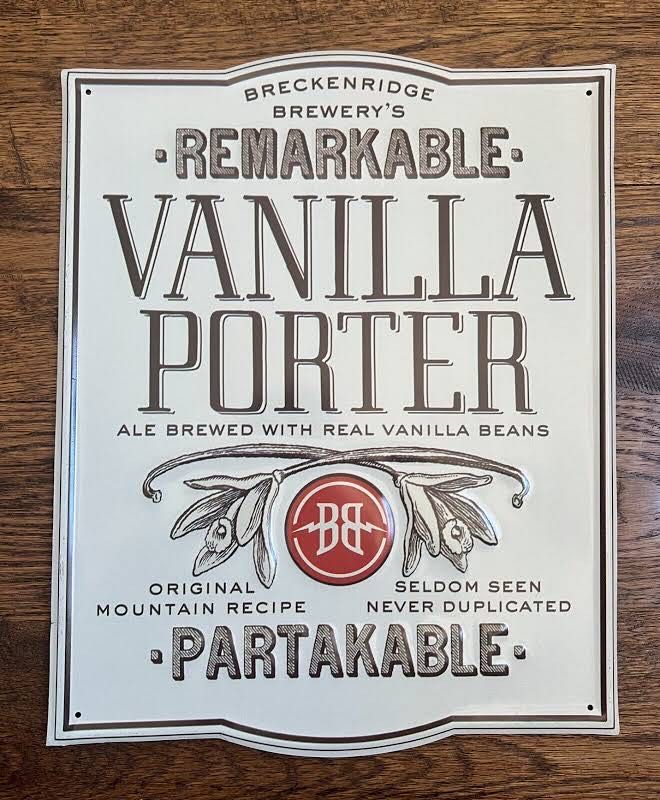 BRECKENRIDGE
BREWERY'S
·REMARKABLE·
VANILLA
PORTER
ALE BREWED WITH REAL VANILLA BEANS
BB
ORIGINAL
MOUNTAIN RECIPE
SELDOM SEEN
NEVER DUPLICATED
·PARTAKABLE·